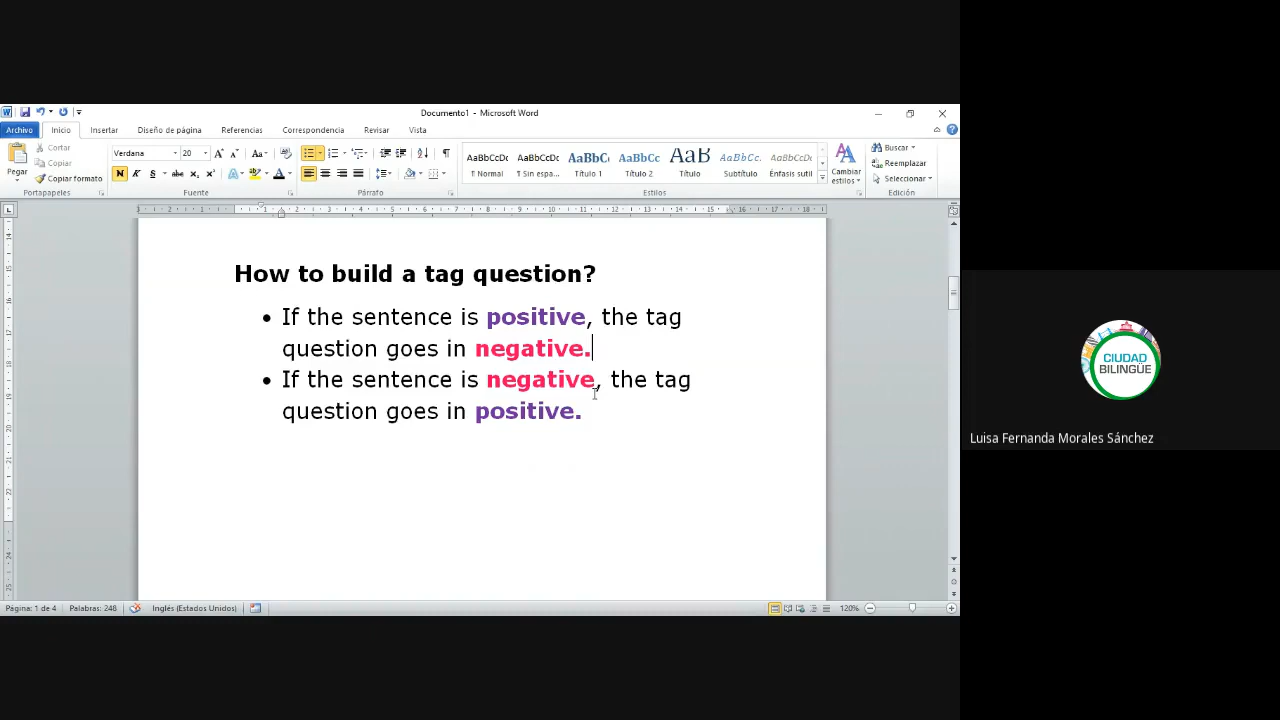 Documento1 - Microsoft Word
Archivo Inicio Insertar Diseño de página Referencias Correspondencia Revisar Vista
Pegar
Cortar
Copiar
Copiar formato
Portapapeles
Verdana 20
Fuente
Párrafo
AaBbCcDc AaBbCcDc AaBbC AaBbCc AaB AaBbCc. AaBbCcDc
¶ Normal ¶ Sin espa... Título 1 Título 2 Título Subtítulo Énfasis sutil
Estilos
Cambiar estilos
Buscar
Reemplazar
Seleccionar
Edición
How to build a tag question?
• If the sentence is positive, the tag
question goes in negative.
• If the sentence is negative, the tag
question goes in positive.
Página: 1 de 4 Palabras: 248 Inglés (Estados Unidos) 120%
CIUDAD
BILINGÜE
Luisa Fernanda Morales Sánchez